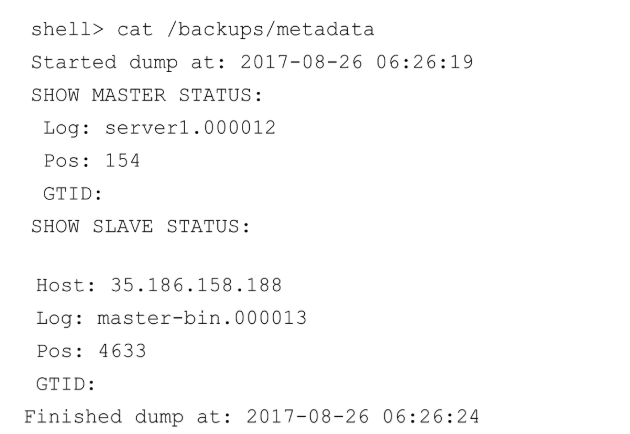 shell> cat /backups/metadata
Started dump at: 2017-08-26 06:26:19
SHOW MASTER STATUS:
Log: server1.000012
Pos: 154
GTID:
SHOW SLAVE STATUS:
Host: 35.186.158.188
Log: master-bin.000013
Pos: 4633
GTID:
Finished dump at: 2017-08-26 06:26:24